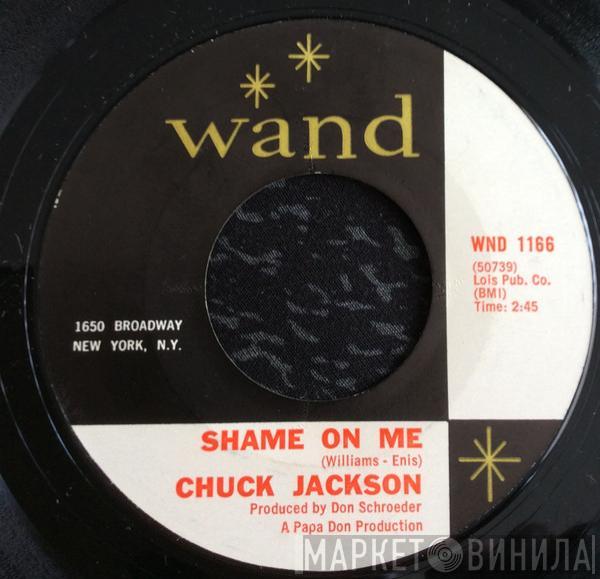 wand
WND 1166
(50739)
Lois Pub. Co.
(BMI)
Time: 2:45
1650 BROADWAY
NEW YORK, N.Y.
SHAME ON ME
(Williams - Enis)
CHUCK JACKSON
Produced by Don Schroeder
A Papa Don Production
МАРКЕТ ВИНИЛА